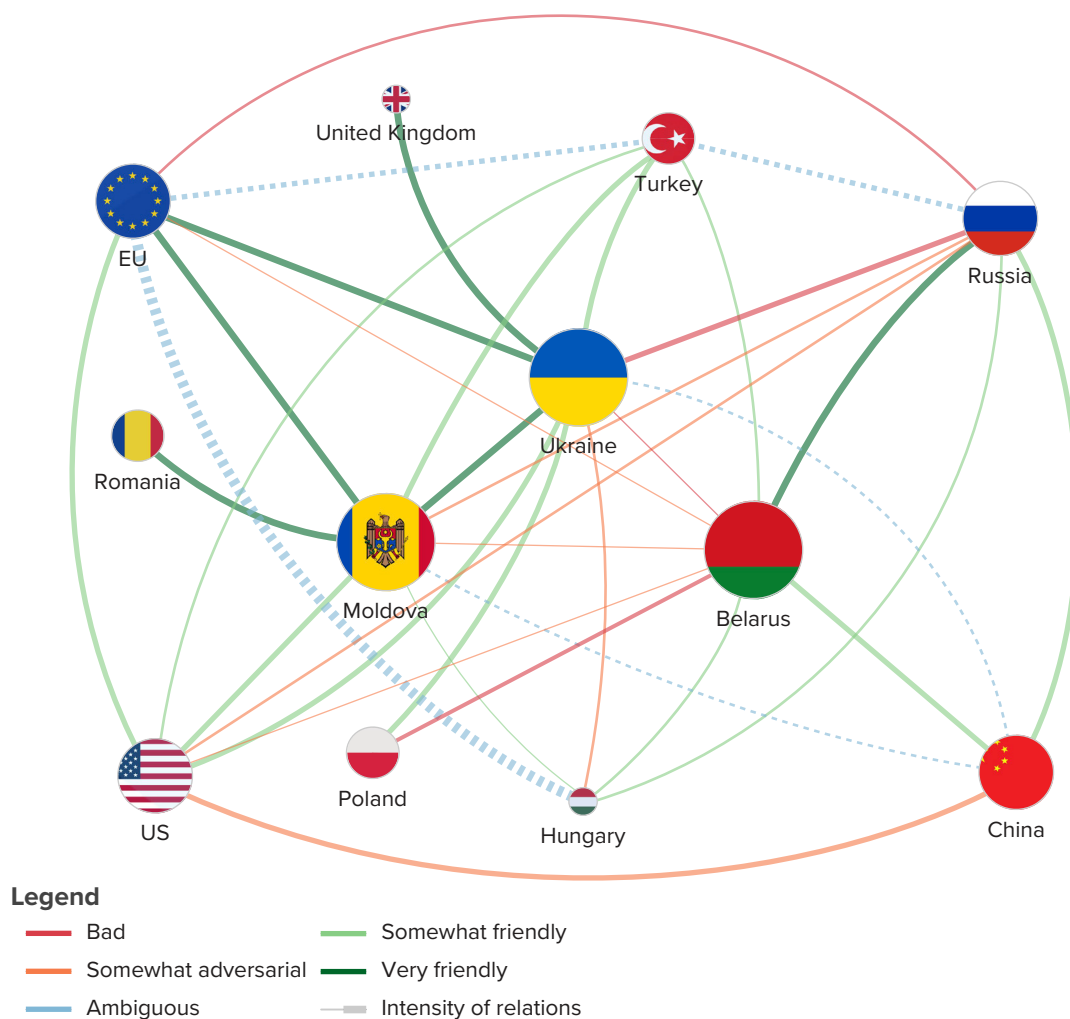 United Kingdom
Turkey
EU
Russia
Ukraine
Romania
Moldova
Belarus
Poland
US
Hungary
China
Legend
Bad
Somewhat friendly
Somewhat adversarial
Very friendly
Ambiguous
Intensity of relations